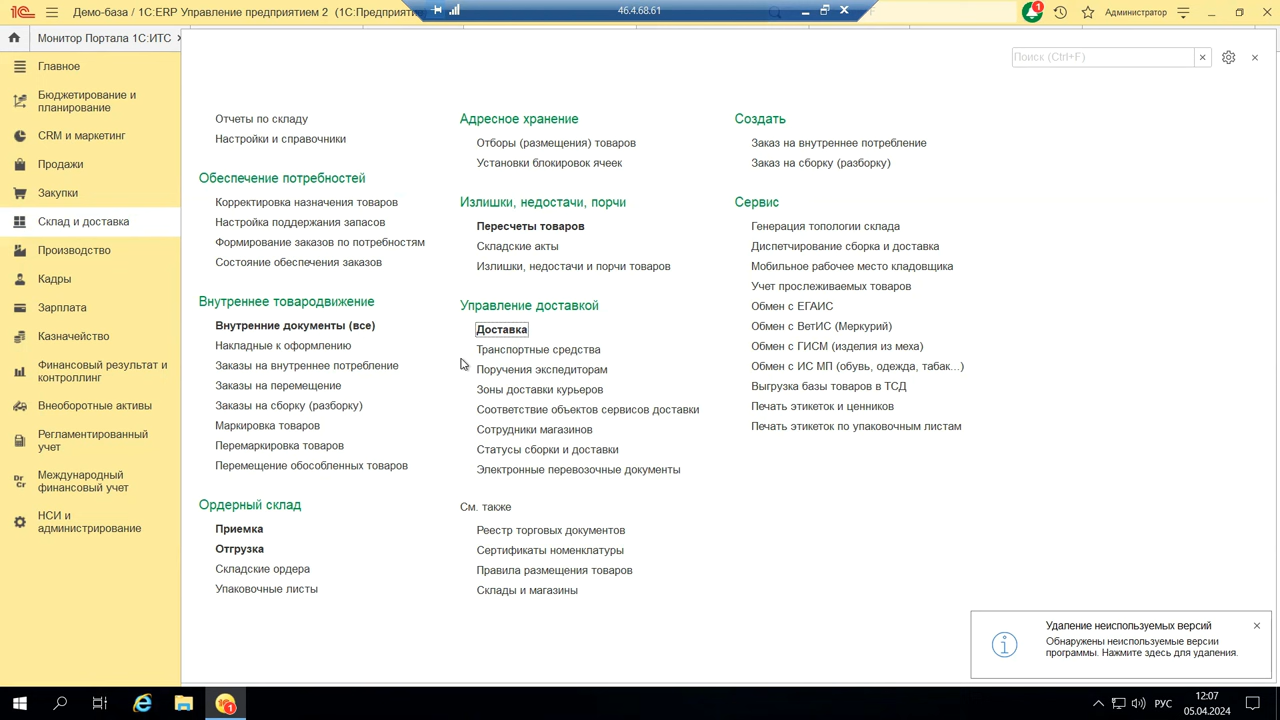 Демо-база / 1С:ERP Управление предприятием 2 (1С:Предприяти
46.4.68.61
1
Администратор
Монитор Портала 1С:ИТС
Главное
Бюджетирование и
планирование
CRM и маркетинг
Продажи
Закупки
Склад и доставка
Производство
Кадры
Зарплата
Казначейство
Финансовый результат и
контроллинг
Внеоборотные активы
Регламентированный
учет
Международный
финансовый учет
НСИ и
администрирование
Поиск (Ctrl+F)
Отчеты по складу
Настройки и справочники
Обеспечение потребностей
Корректировка назначения товаров
Настройка поддержания запасов
Формирование заказов по потребностям
Состояние обеспечения заказов
Внутреннее товародвижение
Внутренние документы (все)
Накладные к оформлению
Заказы на внутреннее потребление
Заказы на перемещение
Заказы на сборку (разборку)
Маркировка товаров
Перемаркировка товаров
Перемещение обособленных товаров
Ордерный склад
Приемка
Отгрузка
Складские ордера
Упаковочные листы
Адресное хранение
Отборы (размещения) товаров
Установки блокировок ячеек
Излишки, недостачи, порчи
Пересчеты товаров
Складские акты
Излишки, недостачи и порчи товаров
Управление доставкой
Доставка
Транспортные средства
Поручения экспедиторам
Зоны доставки курьеров
Соответствие объектов сервисов доставки
Сотрудники магазинов
Статусы сборки и доставки
Электронные перевозочные документы
См. также
Реестр торговых документов
Сертификаты номенклатуры
Правила размещения товаров
Склады и магазины
Создать
Заказ на внутреннее потребление
Заказ на сборку (разборку)
Сервис
Генерация топологии склада
Диспетчирование сборка и доставка
Мобильное рабочее место кладовщика
Учет прослеживаемых товаров
Обмен с ЕГАИС
Обмен с ВетИС (Меркурий)
Обмен с ГИСМ (изделия из меха)
Обмен с ИС МП (обувь, одежда, табак...)
Выгрузка базы товаров в ТСД
Печать этикеток и ценников
Печать этикеток по упаковочным листам
Удаление неиспользуемых версий
Обнаружены неиспользуемые версии
программы. Нажмите здесь для удаления.
1
РУС
12:07
05.04.2024